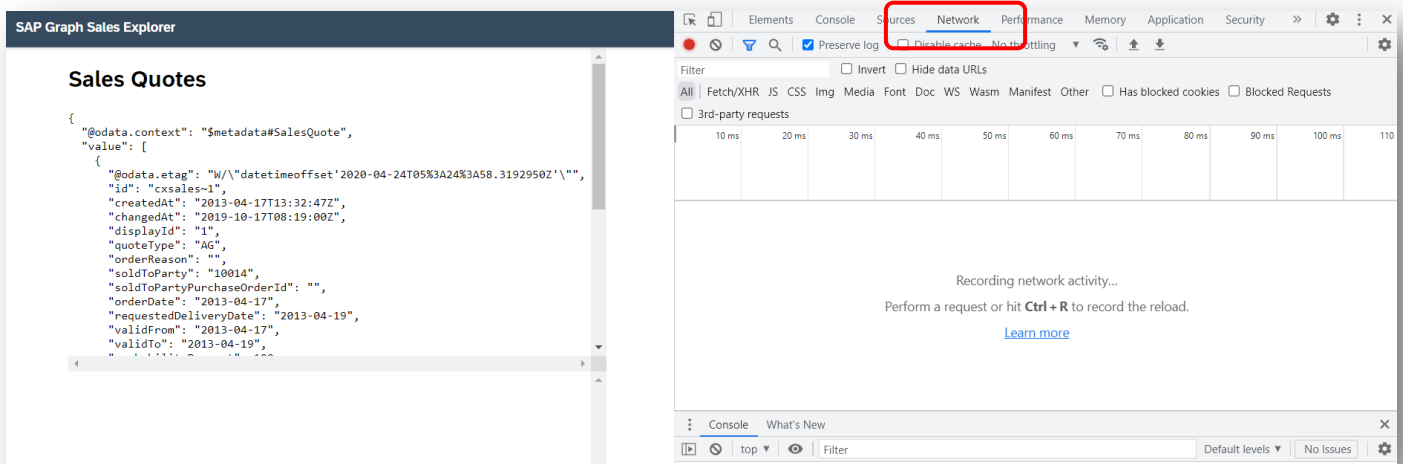 SAP Graph Sales Explorer
Sales Quotes
{
"@odata.context": "$metadata#SalesQuote",
"value": [
{
"@odata.etag": "W/\"datetimeoffset'2020-04-24T05%3A24%3A58.3192950Z'\"",
"id": "cxsales~1",
"createdAt": "2013-04-17T13:32:47Z",
"changedAt": "2019-10-17T08:19:00Z",
"displayId": "1",
"quoteType": "AG",
"orderReason": "",
"soldToParty": "10014",
"soldToPartyPurchaseOrderId": "",
"orderDate": "2013-04-17",
"requestedDeliveryDate": "2013-04-19",
"validFrom": "2013-04-17",
"validTo": "2013-04-19",
Elements Console Sources Network Performance Memory Application Security »
Preserve log Disable cache No throttling
Filter Invert Hide data URLs
All Fetch/XHR JS CSS Img Media Font Doc WS Wasm Manifest Other Has blocked cookies Blocked Requests
3rd-party requests
10 ms 20 ms 30 ms 40 ms 50 ms 60 ms 70 ms 80 ms 90 ms 100 ms 110
Recording network activity...
Perform a request or hit Ctrl + R to record the reload.
Learn more
Console What's New
top Filter Default levels No Issues